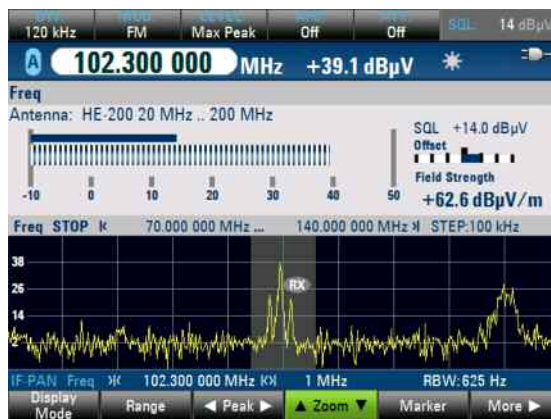 120 kHz FM Max Peak Off Off SQL 14 dBµV
A 102.300 000 MHz +39.1 dBµV
Freq
Antenna: HE-200 20 MHz .. 200 MHz
SQL +14.0 dBµV
Offset
Field Strength
-10 0 10 20 30 40 50 +62.6 dBµV/m
Freq STOP 70.000 000 MHz ... 140.000 000 MHz STEP:100 kHz
38
26
RX
14
2
IF-PAN Freq 102.300 000 MHz 1 MHz RBW:625 Hz
Display Mode Range ◄ Peak ► ▲ Zoom ▼ Marker More ►